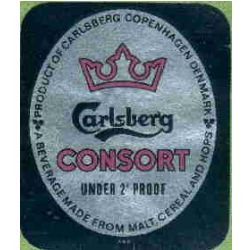 PRODUCT OF CARLSBERG COPENHAGEN DENMARK
Carlsberg
CONSORT
UNDER 2° PROOF
A BEVERAGE MADE FROM MALT, CEREAL AND HOPS